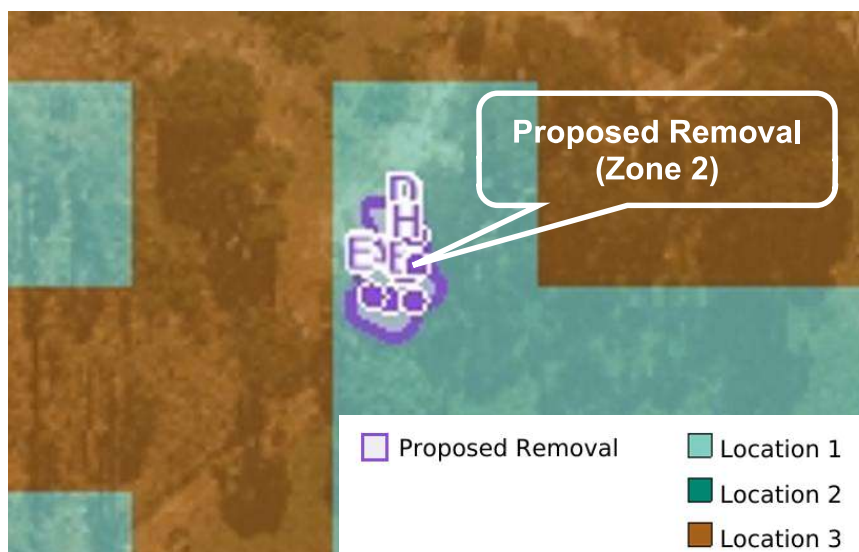 Proposed Removal
(Zone 2)
H
E
Proposed Removal
Location 1
Location 2
Location 3